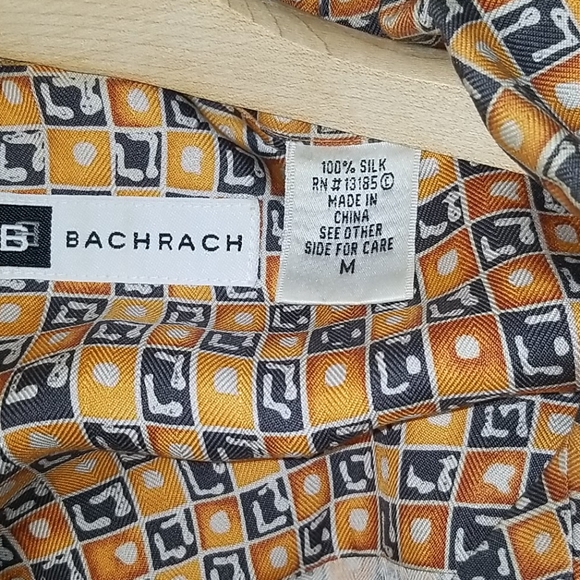 B BACHRACH
100% SILK
RN #13185 Ⓔ
MADE IN
CHINA
SEE OTHER
SIDE FOR CARE
M